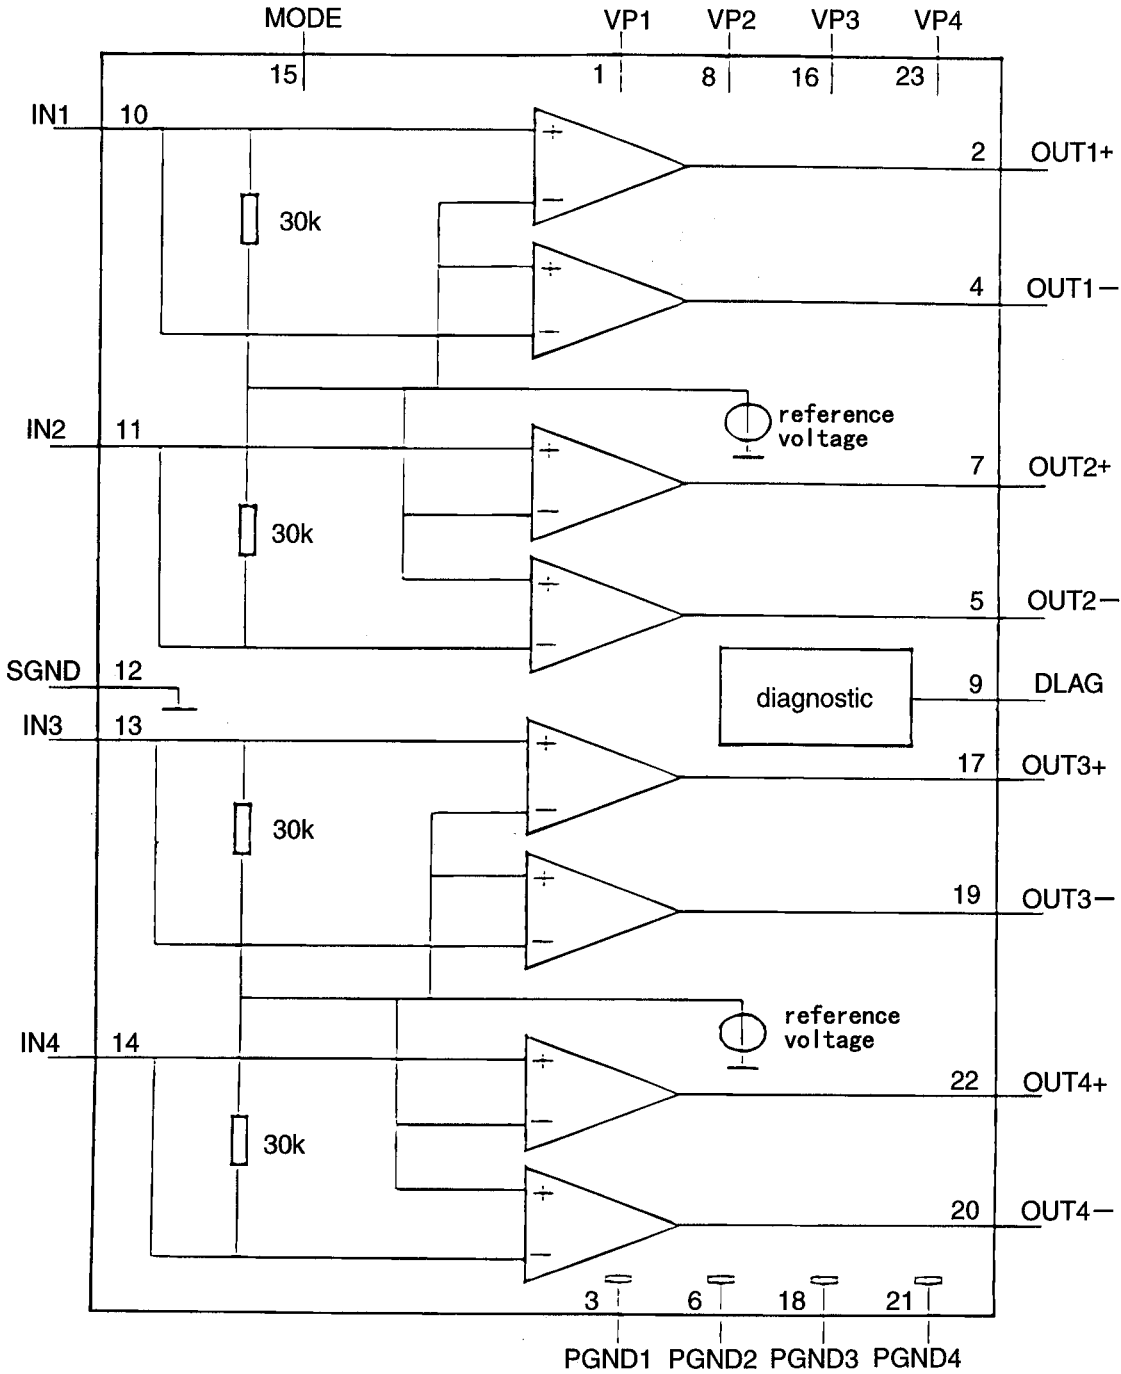 MODE VP1 VP2 VP3 VP4
15 1 8 16 23
IN1 10
+
2 OUT1+
30k
−
+
4 OUT1−
−
reference
voltage
IN2 11
+
7 OUT2+
−
30k
+
5 OUT2−
−
SGND 12
diagnostic 9 DLAG
IN3 13
+
17 OUT3+
−
30k
+
19 OUT3−
−
reference
voltage
IN4 14
+
22 OUT4+
−
30k
+
20 OUT4−
−
3 6 18 21
PGND1 PGND2 PGND3 PGND4